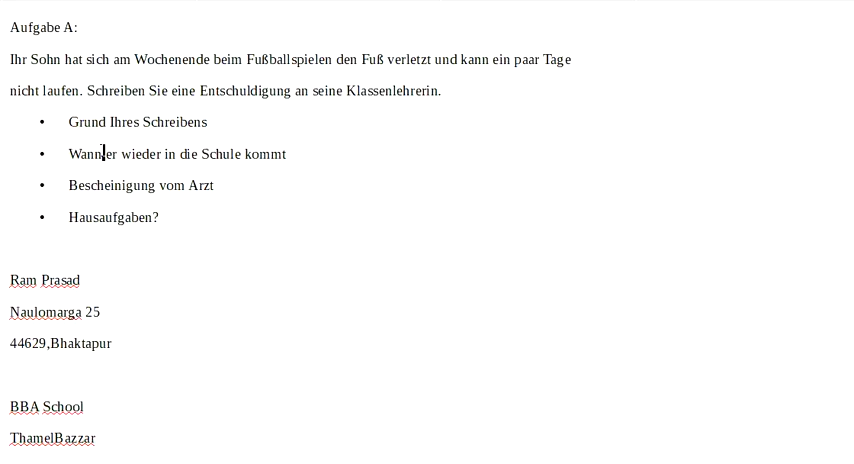 Aufgabe A:
Ihr Sohn hat sich am Wochenende beim Fußballspielen den Fuß verletzt und kann ein paar Tage
nicht laufen. Schreiben Sie eine Entschuldigung an seine Klassenlehrerin.
• Grund Ihres Schreibens
• Wann er wieder in die Schule kommt
• Bescheinigung vom Arzt
• Hausaufgaben?
Ram Prasad
Naulomarga 25
44629,Bhaktapur
BBA School
ThamelBazzar